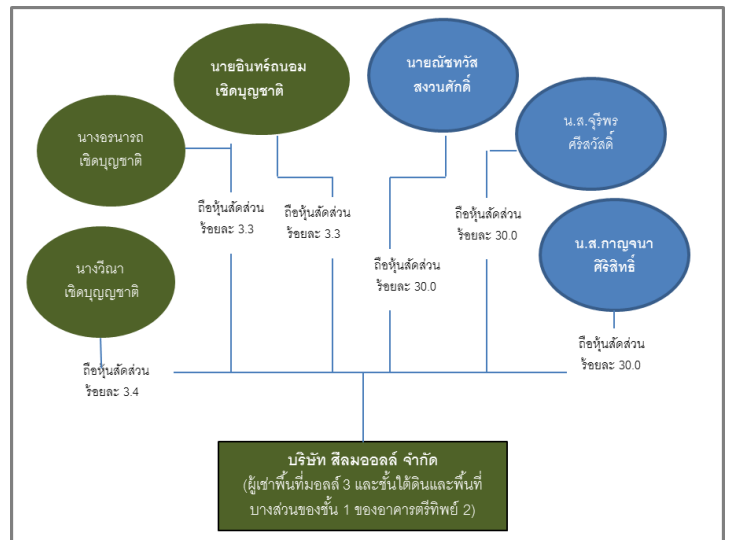 นายอินทร์ถนอม
เชิดบุญชาติ
นายณัชทวัส
สงวนศักดิ์
นางอรนารถ
เชิดบุญชาติ
น.ส.จุรีพร
ศรีสวัสดิ์
นางวีณา
เชิดบุญญชาติ
น.ส.กาญจนา
ศิริสิทธิ์
ถือหุ้นสัดส่วน
ร้อยละ 3.3
ถือหุ้นสัดส่วน
ร้อยละ 3.3
ถือหุ้นสัดส่วน
ร้อยละ 30.0
ถือหุ้นสัดส่วน
ร้อยละ 30.0
ถือหุ้นสัดส่วน
ร้อยละ 30.0
ถือหุ้นสัดส่วน
ร้อยละ 3.4
บริษัท สีลมออลล์ จำกัด
(ผู้เช่าพื้นที่มอลล์ 3 และชั้นใต้ดินและพื้นที่
บางส่วนของชั้น 1 ของอาคารตรีทิพย์ 2)